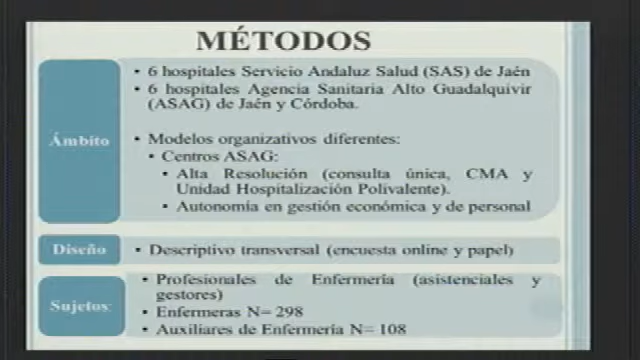 MÉTODOS
Ámbito
• 6 hospitales Servicio Andaluz Salud (SAS) de Jaén
• 6 hospitales Agencia Sanitaria Alto Guadalquivir
(ASAG) de Jaén y Córdoba.
• Modelos organizativos diferentes:
• Centros ASAG:
• Alta Resolución (consulta única, CMA y
Unidad Hospitalización Polivalente).
• Autonomía en gestión económica y de personal
Diseño
• Descriptivo transversal (encuesta online y papel)
Sujetos:
• Profesionales de Enfermería (asistenciales y
gestores)
• Enfermeras N= 298
• Auxiliares de Enfermería N= 108